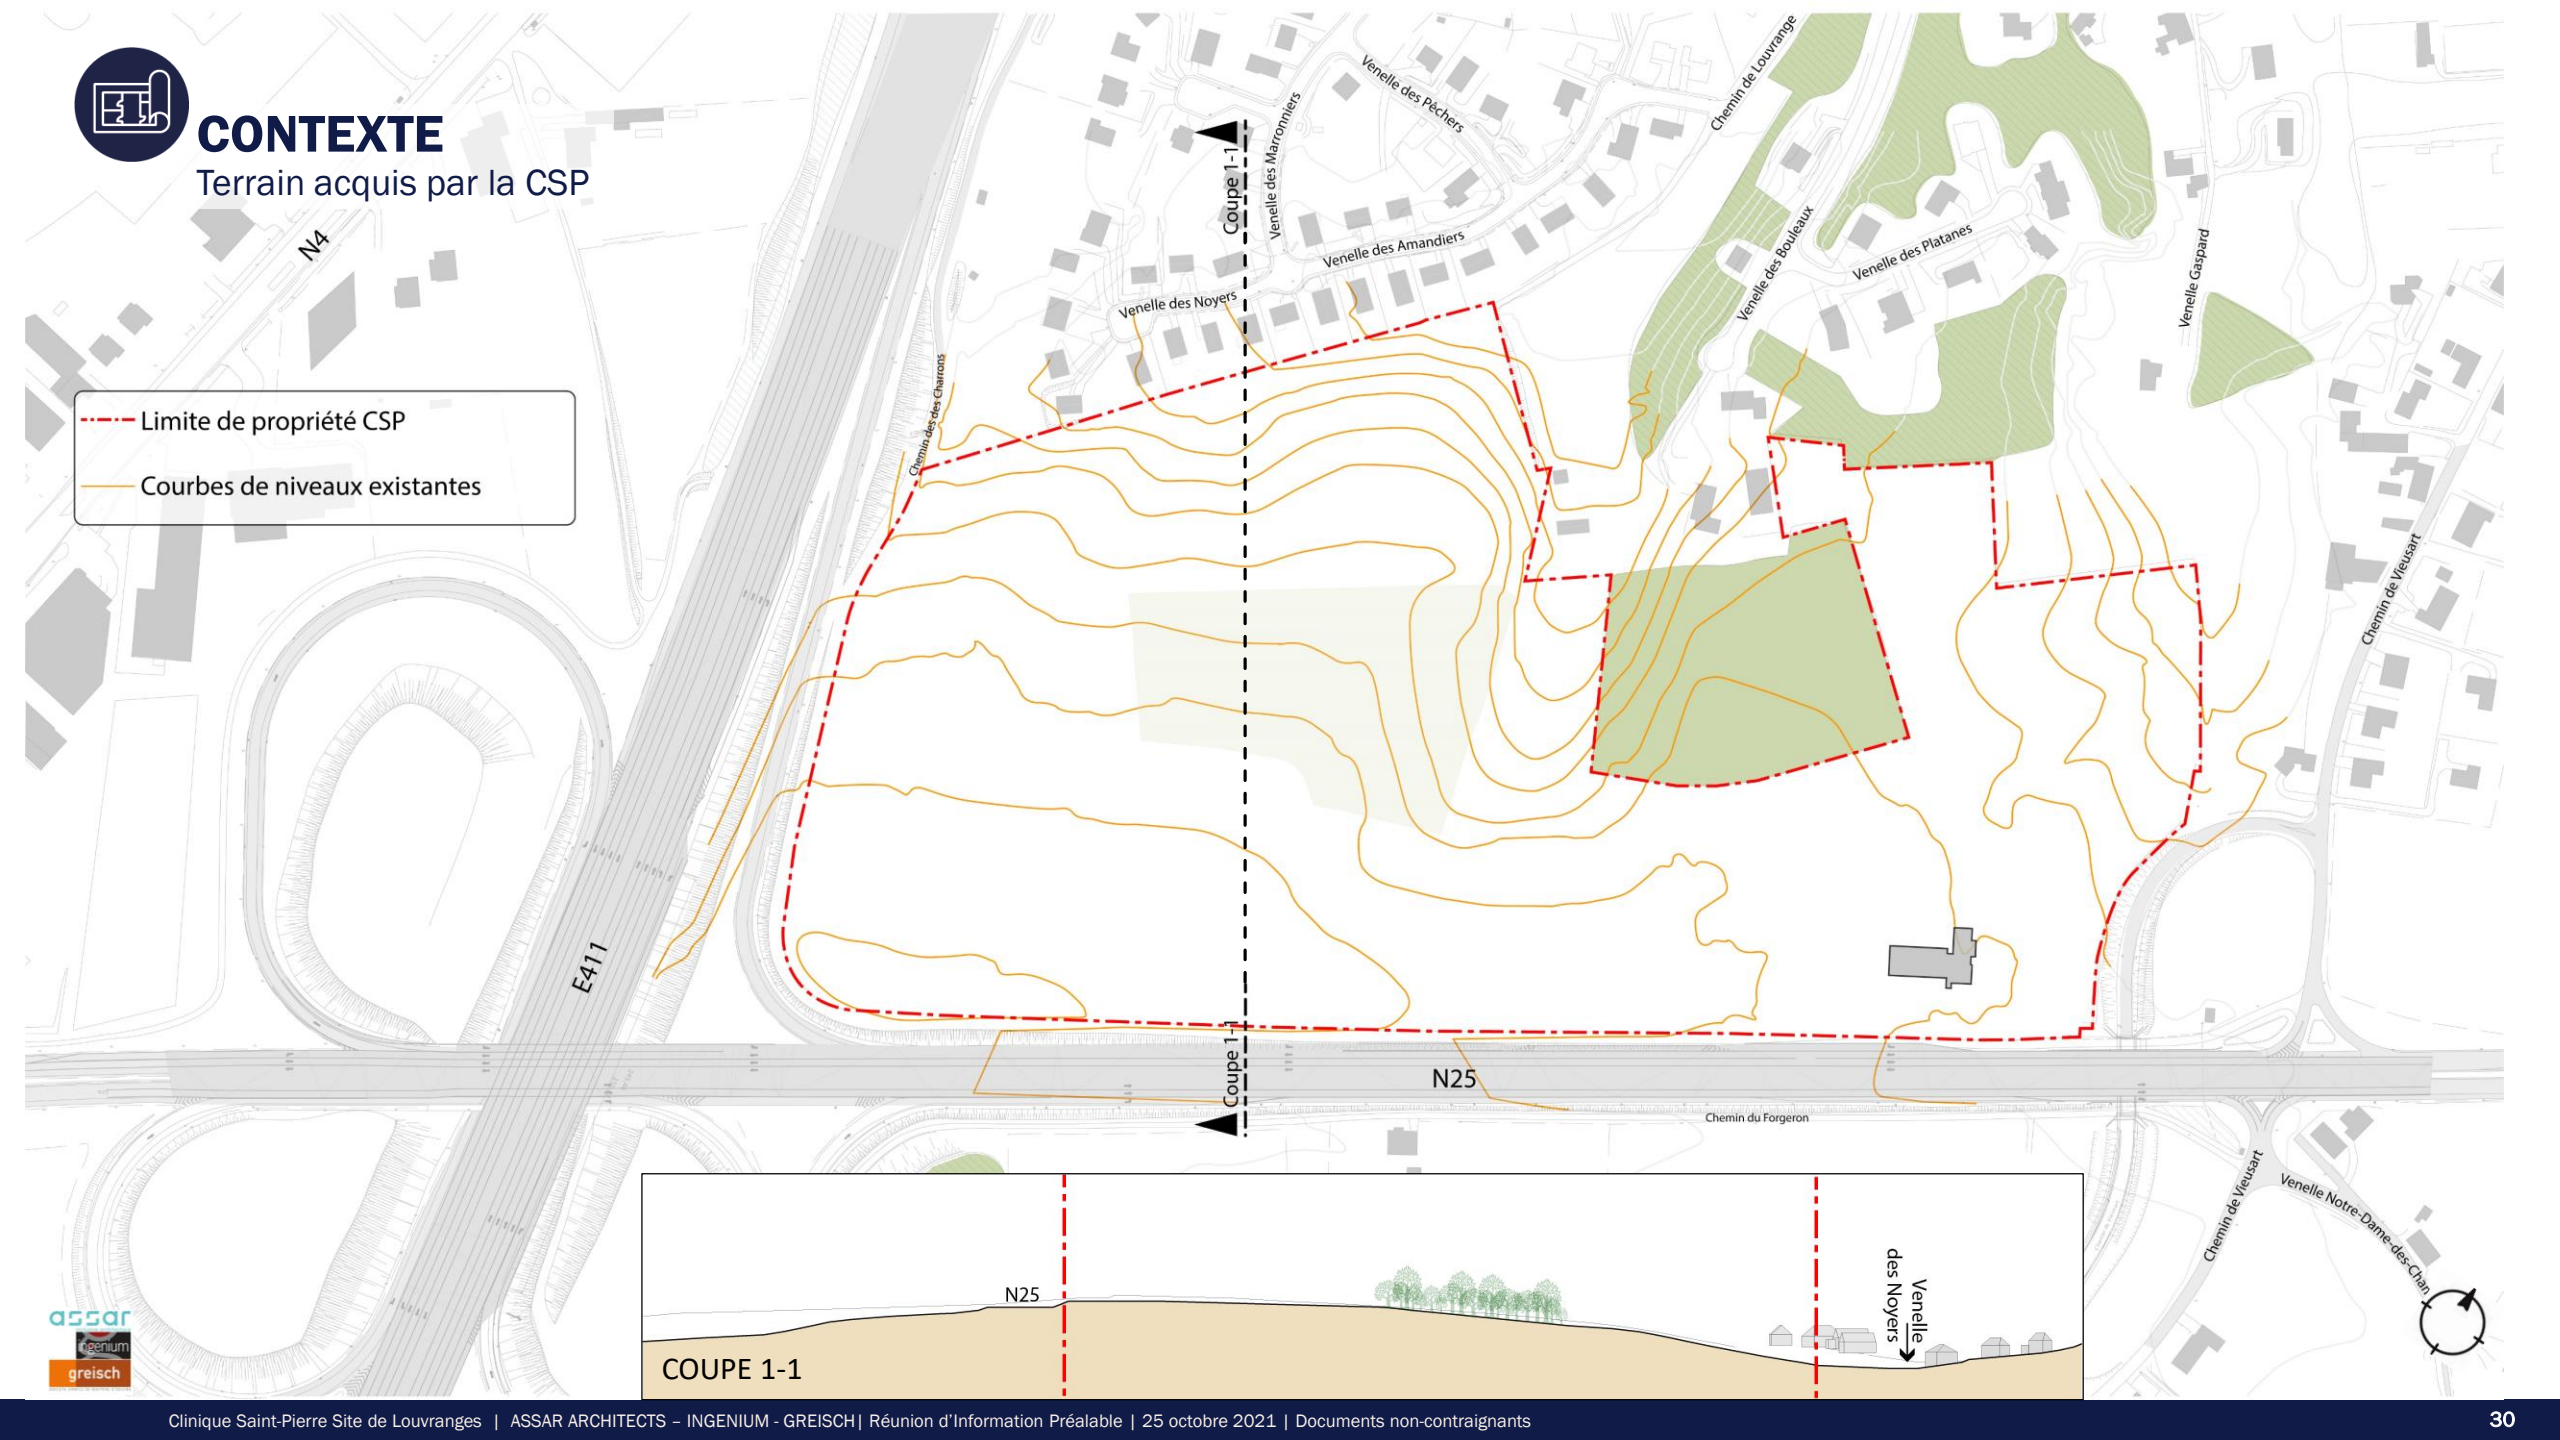 CONTEXTE
Terrain acquis par la CSP
N4
Limite de propriété CSP
Courbes de niveaux existantes
Venelle des Pêchers
Chemin de Louvrange
Venelle des Marronniers
Coupe 1-1
Venelle des Amandiers
Venelle des Noyers
Venelle des Bouleaux
Venelle des Platanes
Venelle Gaspard
Chemin des des Charrons
Chemin de Vieusart
E411
Coupe 1-1
N25
Chemin du Forgeron
Chemin de Vieusart
Venelle Notre-Dame-des-Chan
N25
Venelle
des Noyers
COUPE 1-1
assar
ingenium
greisch
Clinique Saint-Pierre Site de Louvranges | ASSAR ARCHITECTS – INGENIUM - GREISCH| Réunion d’Information Préalable | 25 octobre 2021 | Documents non-contraignants
30